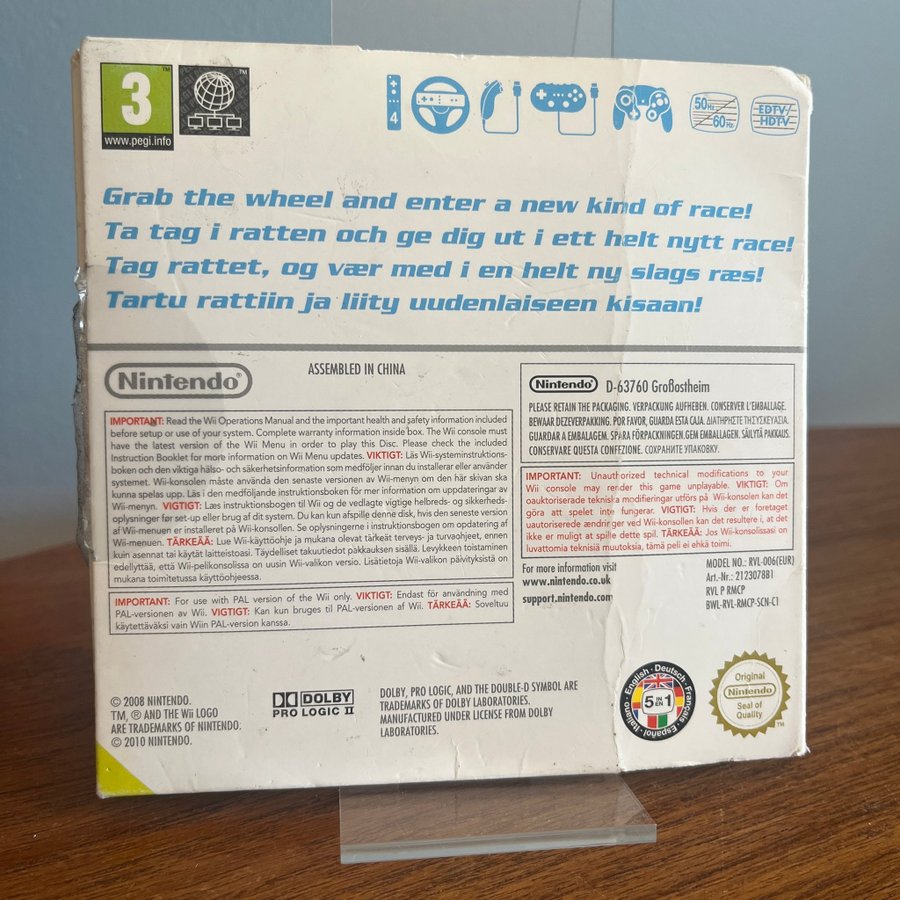 3
TM
www.pegi.info
TM
4
50Hz
60Hz
EDTV/
HDTV
Grab the wheel and enter a new kind of race!
Ta tag i ratten och ge dig ut i ett helt nytt race!
Tag rattet, og vær med i en helt ny slags ræs!
Tartu rattiin ja liity uudenlaiseen kisaan!
Nintendo®
ASSEMBLED IN CHINA
IMPORTANT: Read the Wii Operations Manual and the important health and safety information included
before setup or use of your system. Complete warranty information inside box. The Wii console must
have the latest version of the Wii Menu in order to play this Disc. Please check the included
Instruction Booklet for more information on Wii Menu updates. VIKTIGT: Läs Wii-systeminstruktions-
boken och den viktiga hälso- och säkerhetsinformation som medföljer innan du installerar eller använder
systemet. Wii-konsolen måste använda den senaste versionen av Wii-menyn om den här skivan ska
kunna spelas upp. Läs i den medföljande instruktionsboken för mer information om uppdateringar av
Wii-menyn. VIGTIGT: Læs instruktionsbogen til Wii og de vedlagte vigtige helbreds- og sikkerheds-
oplysninger før set-up eller brug af dit system. Du kan kun afspille denne disk, hvis den seneste version
af Wii-menuen er installeret på Wii-konsollen. Se oplysningerne i instruktionsbogen om opdatering af
Wii-menuen. TÄRKEÄÄ: Lue Wii-käyttöohje ja mukana olevat tärkeät terveys- ja turvaohjeet, ennen
kuin asennat tai käytät laitteistoasi. Täydelliset takuutiedot pakkauksen sisällä. Levykkeen toistaminen
edellyttää, että Wii-pelikonsolissa on uusin Wii-valikon versio. Lisätietoja Wii-valikon päivityksistä on
mukana toimitetussa käyttöohjeessa.
IMPORTANT: For use with PAL version of the Wii only. VIKTIGT: Endast för användning med
PAL-versionen av Wii. VIGTIGT: Kan kun bruges til PAL-versionen af Wii. TÄRKEÄÄ: Soveltuu
käytettäväksi vain Wiin PAL-version kanssa.
Nintendo® D-63760 Großostheim
PLEASE RETAIN THE PACKAGING. VERPACKUNG AUFHEBEN. CONSERVER L'EMBALLAGE.
BEWAAR DEZEVERPAKKING. POR FAVOR, GUARDA ESTA CAJA. ΔΙΑΤΗΡΗΣΤΕ ΤΗ ΣΥΣΚΕΥΑΣΙΑ.
GUARDAR A EMBALAGEM. SPARA FÖRPACKNINGEN. GEM EMBALLAGEN. SÄILYTÄ PAKKAUS.
CONSERVARE QUESTA CONFEZIONE. СОХРАНИТЕ УПАКОВКУ.
IMPORTANT: Unauthorized technical modifications to your
Wii console may render this game unplayable. VIKTIGT: Om
oauktoriserade tekniska modifieringar utförs på Wii-konsolen kan det
göra att spelet inte fungerar. VIGTIGT: Hvis der er foretaget
uautoriserede ændringer ved Wii-konsollen kan det resultere i, at det
ikke er muligt at spille dette spil. TÄRKEÄÄ: Jos Wii-konsolissasi on
luvattomia teknisiä muutoksia, tämä peli ei ehkä toimi.
For more information visit
www.nintendo.co.uk
support.nintendo.com
MODEL NO.: RVL-006(EUR)
Art.-Nr.: 2123078B1
RVL P RMCP
BWL-RVL-RMCP-SCN-C1
© 2008 NINTENDO.
TM, ® AND THE Wii LOGO
ARE TRADEMARKS OF NINTENDO.
© 2010 NINTENDO.
DOLBY
PRO LOGIC II
DOLBY, PRO LOGIC, AND THE DOUBLE-D SYMBOL ARE
TRADEMARKS OF DOLBY LABORATORIES.
MANUFACTURED UNDER LICENSE FROM DOLBY
LABORATORIES.
English · Deutsch · Français · Español · Italiano
5 IN EN 1
Original
Nintendo
Seal of
Quality
TM